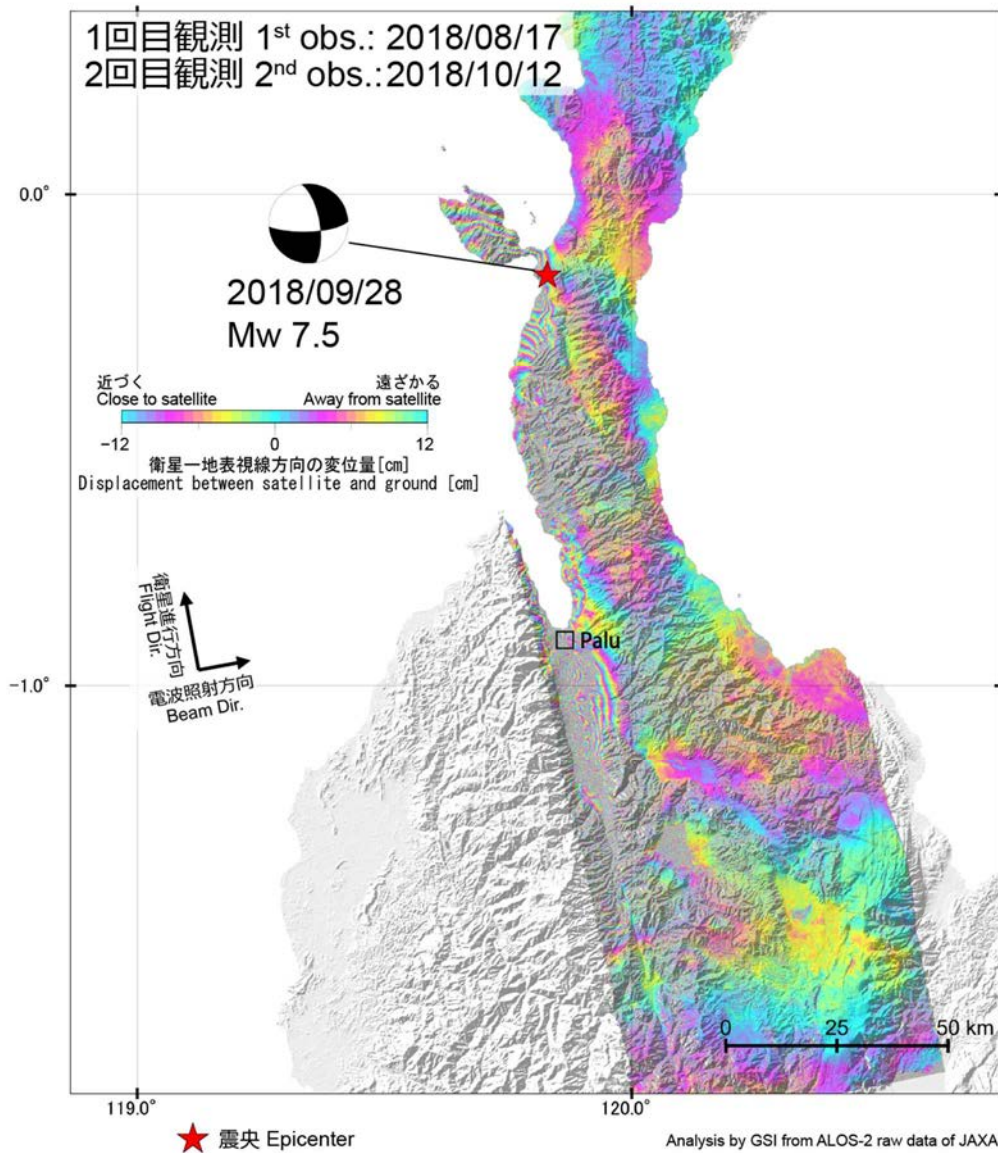 1回目観測 1st obs.: 2018/08/17
2回目観測 2nd obs.:2018/10/12
0.0°
2018/09/28
Mw 7.5
近づく 遠ざかる
Close to satellite Away from satellite
−12 0 12
衛星ー地表視線方向の変位量[cm]
Displacement between satellite and ground [cm]
衛星進行方向
Flight Dir.
電波照射方向
Beam Dir.
Palu
-1.0°
0 25 50 km
119.0° 120.0°
震央 Epicenter
Analysis by GSI from ALOS-2 raw data of JAXA